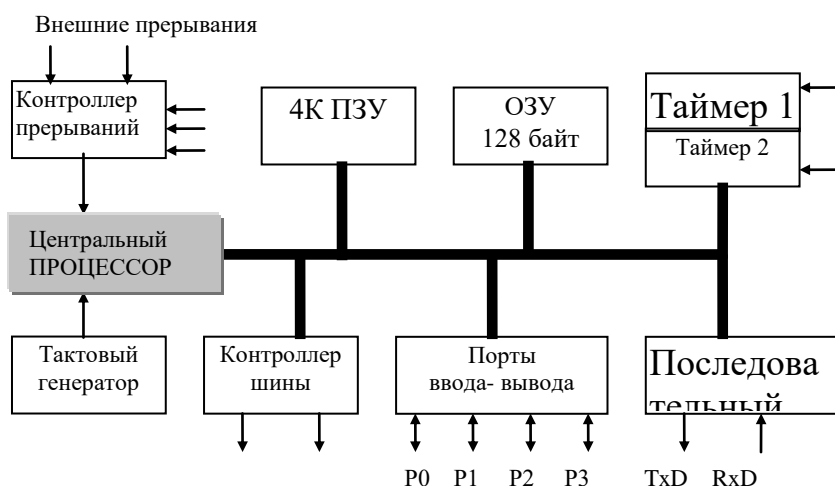 Внешние прерывания
Контроллер
прерываний
4К ПЗУ
ОЗУ
128 байт
Таймер 1
Таймер 2
Центральный
ПРОЦЕССОР
Тактовый
генератор
Контроллер
шины
Порты
ввода- вывода
Последова
тельный
P0 P1 P2 P3 TxD RxD